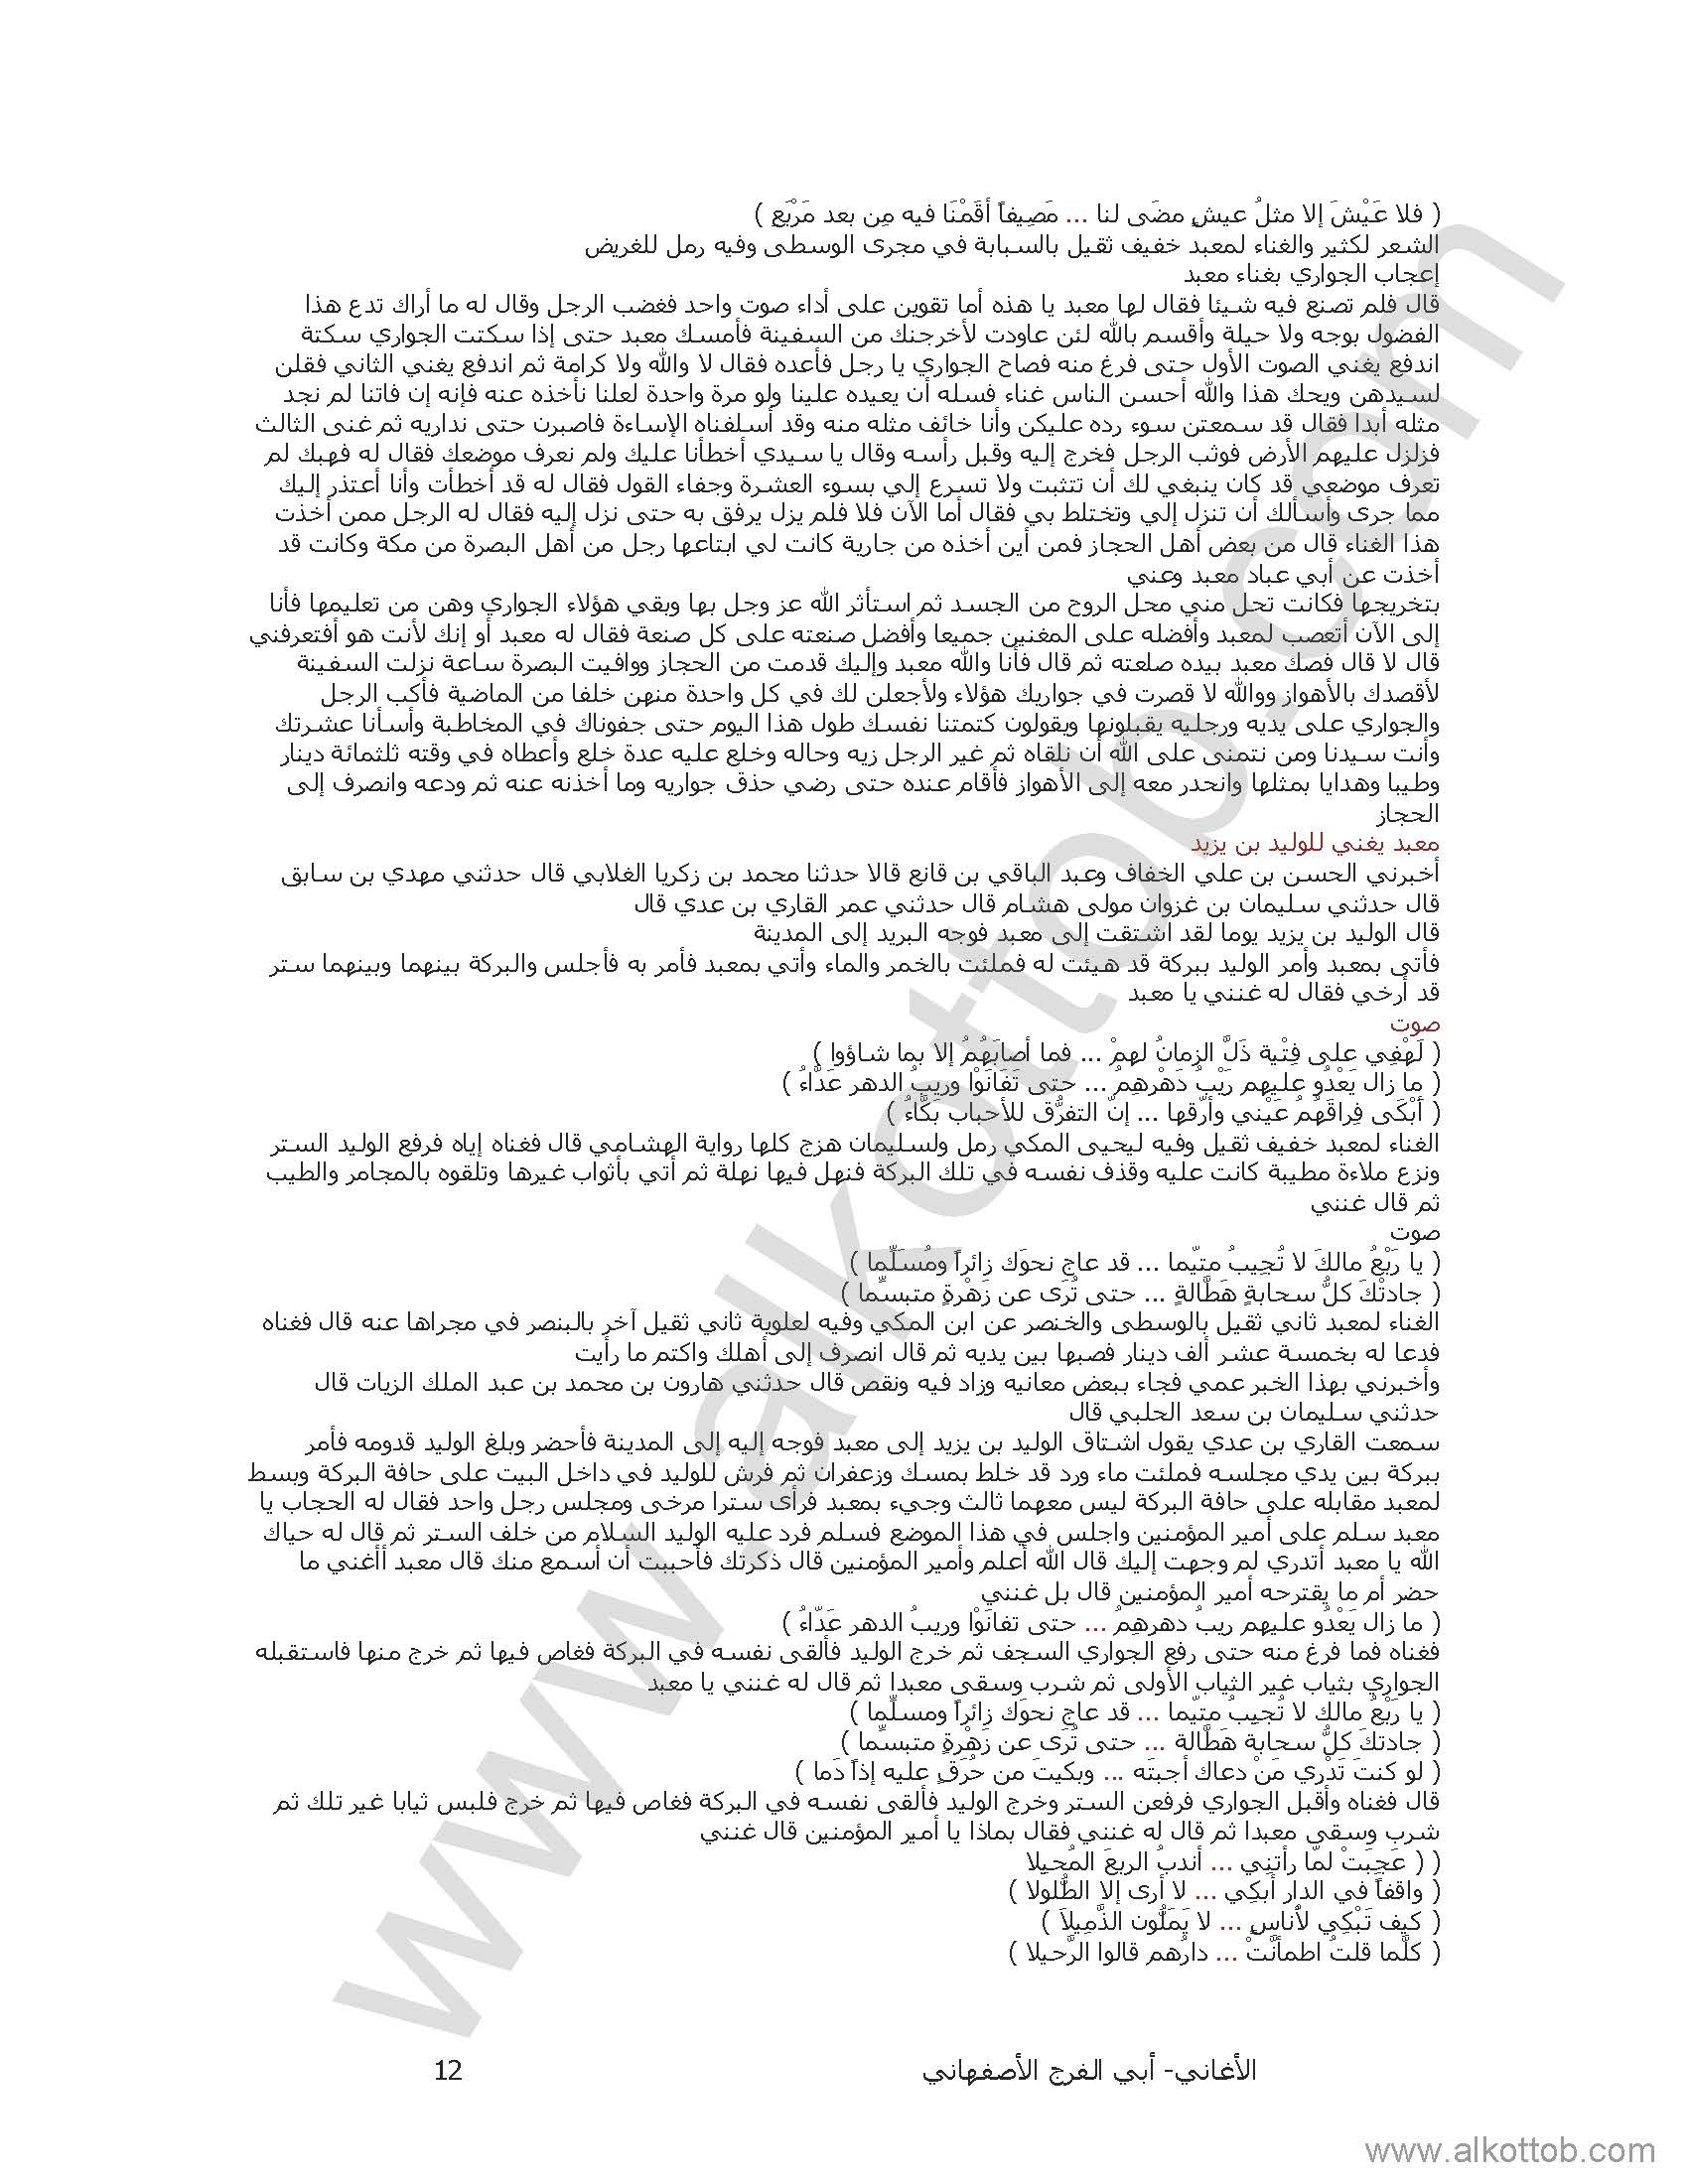 ( فلا عَيْشَ إلا مثلُ عيشٍ مضَى لنا ... مَصِيفاً أقَمْنَا فيه مِن بعد مَرْبَعِ )
الشعر لكثير والغناء لمعبد خفيف ثقيل بالسبابة في مجرى الوسطى وفيه رمل للغريض
إعجاب الجواري بغناء معبد
قال فلم تصنع فيه شيئا فقال لها معبد يا هذه أما تقوين على أداء صوت واحد فغضب الرجل وقال له ما أراك تدع هذا
الفضول بوجه ولا حيلة وأقسم بالله لئن عاودت لأخرجنك من السفينة فأمسك معبد حتى إذا سكتت الجواري سكتة
اندفع يغني الصوت الأول حتى فرغ منه فصاح الجواري يا رجل فأعده فقال لا والله ولا كرامة ثم اندفع يغني الثاني فقلن
لسيدهن ويحك هذا والله أحسن الناس غناء فسله أن يعيده علينا ولو مرة واحدة لعلنا نأخذه عنه فإنه إن فاتنا لم نجد
مثله أبدا فقال قد سمعتن سوء رده عليكن وأنا خائف مثله منه وقد أسلفناه الإساءة فاصبرن حتى نداريه ثم غنى الثالث
فزلزل عليهم الأرض فوثب الرجل فخرج إليه وقبل رأسه وقال يا سيدي أخطأنا عليك ولم نعرف موضعك فقال له فهبك لم
تعرف موضعي قد كان ينبغي لك أن تتثبت ولا تسرع إلي بسوء العشرة وجفاء القول فقال له قد أخطأت وأنا أعتذر إليك
مما جرى وأسألك أن تنزل إلي وتختلط بي فقال أما الآن فلا فلم يزل يرفق به حتى نزل إليه فقال له الرجل ممن أخذت
هذا الغناء قال من بعض أهل الحجاز فمن أين أخذه من جارية كانت لي ابتاعها رجل من أهل البصرة من مكة وكانت قد
أخذت عن أبي عباد معبد وعني
بتخريجها فكانت تحل مني محل الروح من الجسد ثم استأثر الله عز وجل بها وبقي هؤلاء الجواري وهن من تعليمها فأنا
إلى الآن أتعصب لمعبد وأفضله على المغنين جميعا وأفضل صنعته على كل صنعة فقال له معبد أو إنك لأنت هو أفتعرفني
قال لا قال فصك معبد بيده صلعته ثم قال فأنا والله معبد وإليك قدمت من الحجاز ووافيت البصرة ساعة نزلت السفينة
لأقصدك بالأهواز ووالله لا قصرت في جواريك هؤلاء ولأجعلن لك في كل واحدة منهن خلفا من الماضية فأكب الرجل
والجواري على يديه ورجليه يقبلونها ويقولون كتمتنا نفسك طول هذا اليوم حتى جفوناك في المخاطبة وأسأنا عشرتك
وأنت سيدنا ومن نتمنى على الله أن نلقاه ثم غير الرجل زيه وحاله وخلع عليه عدة خلع وأعطاه في وقته ثلثمائة دينار
وطيبا وهدايا بمثلها وانحدر معه إلى الأهواز فأقام عنده حتى رضي حذق جواريه وما أخذنه عنه ثم ودعه وانصرف إلى
الحجاز
معبد يغني للوليد بن يزيد
أخبرني الحسن بن علي الخفاف وعبد الباقي بن قانع قالا حدثنا محمد بن زكريا الغلابي قال حدثني مهدي بن سابق
قال حدثني سليمان بن غزوان مولى هشام قال حدثني عمر القاري بن عدي قال
قال الوليد بن يزيد يوما لقد اشتقت إلى معبد فوجه البريد إلى المدينة
فأتى بمعبد وأمر الوليد ببركة قد هيئت له فملئت بالخمر والماء وأتي بمعبد فأمر به فأجلس والبركة بينهما وبينهما ستر
قد أرخي فقال له غنني يا معبد
صوت
( لَهْفِي على فِتْية ذَلَّ الزمانُ لهمْ ... فما أصابَهُمُ إلا بما شاؤوا )
( ما زال يَعْدُو عليهم رَيْبُ دَهْرهِمُ ... حتى تَفَانَوْا وريبُ الدهر عَدَّاءُ )
( أَبْكَى فِراقَهُمُ عَيْني وأرّقها ... إنّ التفرُّق للأحباب بَكَّاءُ )
الغناء لمعبد خفيف ثقيل وفيه ليحيى المكي رمل ولسليمان هزج كلها رواية الهشامي قال فغناه إياه فرفع الوليد الستر
ونزع ملاءة مطيبة كانت عليه وقذف نفسه في تلك البركة فنهل فيها نهلة ثم أتي بأثواب غيرها وتلقوه بالمجامر والطيب
ثم قال غنني
صوت
( يا رَبْعُ مالكَ لا تُجِيبُ متيّما ... قد عاج نحوَك زائراً ومُسَلِّما )
( جادتْكَ كلُّ سحابةٍ هَطَّالةٍ ... حتى تُرَى عن زَهْرةٍ متبسِّما )
الغناء لمعبد ثاني ثقيل بالوسطى والخنصر عن ابن المكي وفيه لعلوية ثاني ثقيل آخر بالبنصر في مجراها عنه قال فغناه
فدعا له بخمسة عشر ألف دينار فصبها بين يديه ثم قال انصرف إلى أهلك واكتم ما رأيت
وأخبرني بهذا الخبر عمي فجاء ببعض معانيه وزاد فيه ونقص قال حدثني هارون بن محمد بن عبد الملك الزيات قال
حدثني سليمان بن سعد الحلبي قال
سمعت القاري بن عدي يقول اشتاق الوليد بن يزيد إلى معبد فوجه إليه إلى المدينة فأحضر وبلغ الوليد قدومه فأمر
ببركة بين يدي مجلسه فملئت ماء ورد قد خلط بمسك وزعفران ثم فرش للوليد في داخل البيت على حافة البركة وبسط
لمعبد مقابله على حافة البركة ليس معهما ثالث وجيء بمعبد فرأى سترا مرخى ومجلس رجل واحد فقال له الحجاب يا
معبد سلم على أمير المؤمنين واجلس في هذا الموضع فسلم فرد عليه الوليد السلام من خلف الستر ثم قال له حياك
الله يا معبد أتدري لم وجهت إليك قال الله أعلم وأمير المؤمنين قال ذكرتك فأحببت أن أسمع منك قال معبد أأغني ما
حضر أم ما يقترحه أمير المؤمنين قال بل غنني
( ما زال يَعْدُو عليهم ريبُ دهرهِمُ ... حتى تفانَوْا وريبُ الدهر عَدّاءُ )
فغناه فما فرغ منه حتى رفع الجواري السجف ثم خرج الوليد فألقى نفسه في البركة فغاص فيها ثم خرج منها فاستقبله
الجواري بثياب غير الثياب الأولى ثم شرب وسقى معبدا ثم قال له غنني يا معبد
( يا رَبْعُ مالكَ لا تُجيبُ متيّما ... قد عاج نحوَك زائراً ومسلِّما )
( جادتكَ كلُّ سحابة هَطَّالة ... حتى تُرَى عن زَهْرةٍ متبسِّما )
( لو كنتَ تَدْرِي مَنْ دعاك أجبتَه ... وبكيتَ من حُرَقٍ عليه إذاً دَما )
قال فغناه وأقبل الجواري فرفعن الستر وخرج الوليد فألقى نفسه في البركة فغاص فيها ثم خرج فلبس ثيابا غير تلك ثم
شرب وسقى معبدا ثم قال له غنني فقال بماذا يا أمير المؤمنين قال غنني
( ( عَجِبَتْ لمّا رأتنِي ... أندبُ الربعَ المُحِيلا
( واقفاً في الدار أبكِي ... لا أرى إلا الطُّلولا )
( كيف تَبْكِي لأُناسٍ ... لا يَمَلُّون الذَّمِيلاَ )
( كلَّما قلتُ اطمأنَّتْ ... دارُهم قالوا الرَّحيلا )
الأغاني- أبي الفرج الأصفهاني
12
www.alkottob.com
www.alkottob.com